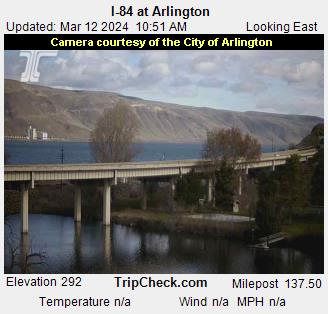 I-84 at Arlington
Updated: Mar 12 2024 10:51 AM Looking East
Camera courtesy of the City of Arlington
Elevation 292 TripCheck.com Milepost 137.50
Temperature n/a Wind n/a MPH n/a